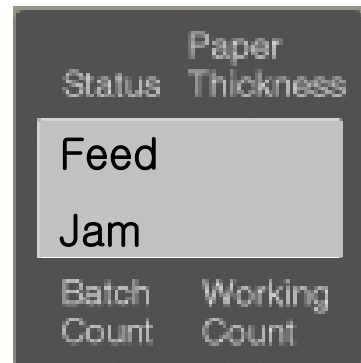 Paper
Status Thickness
Feed
Jam
Batch Working
Count Count